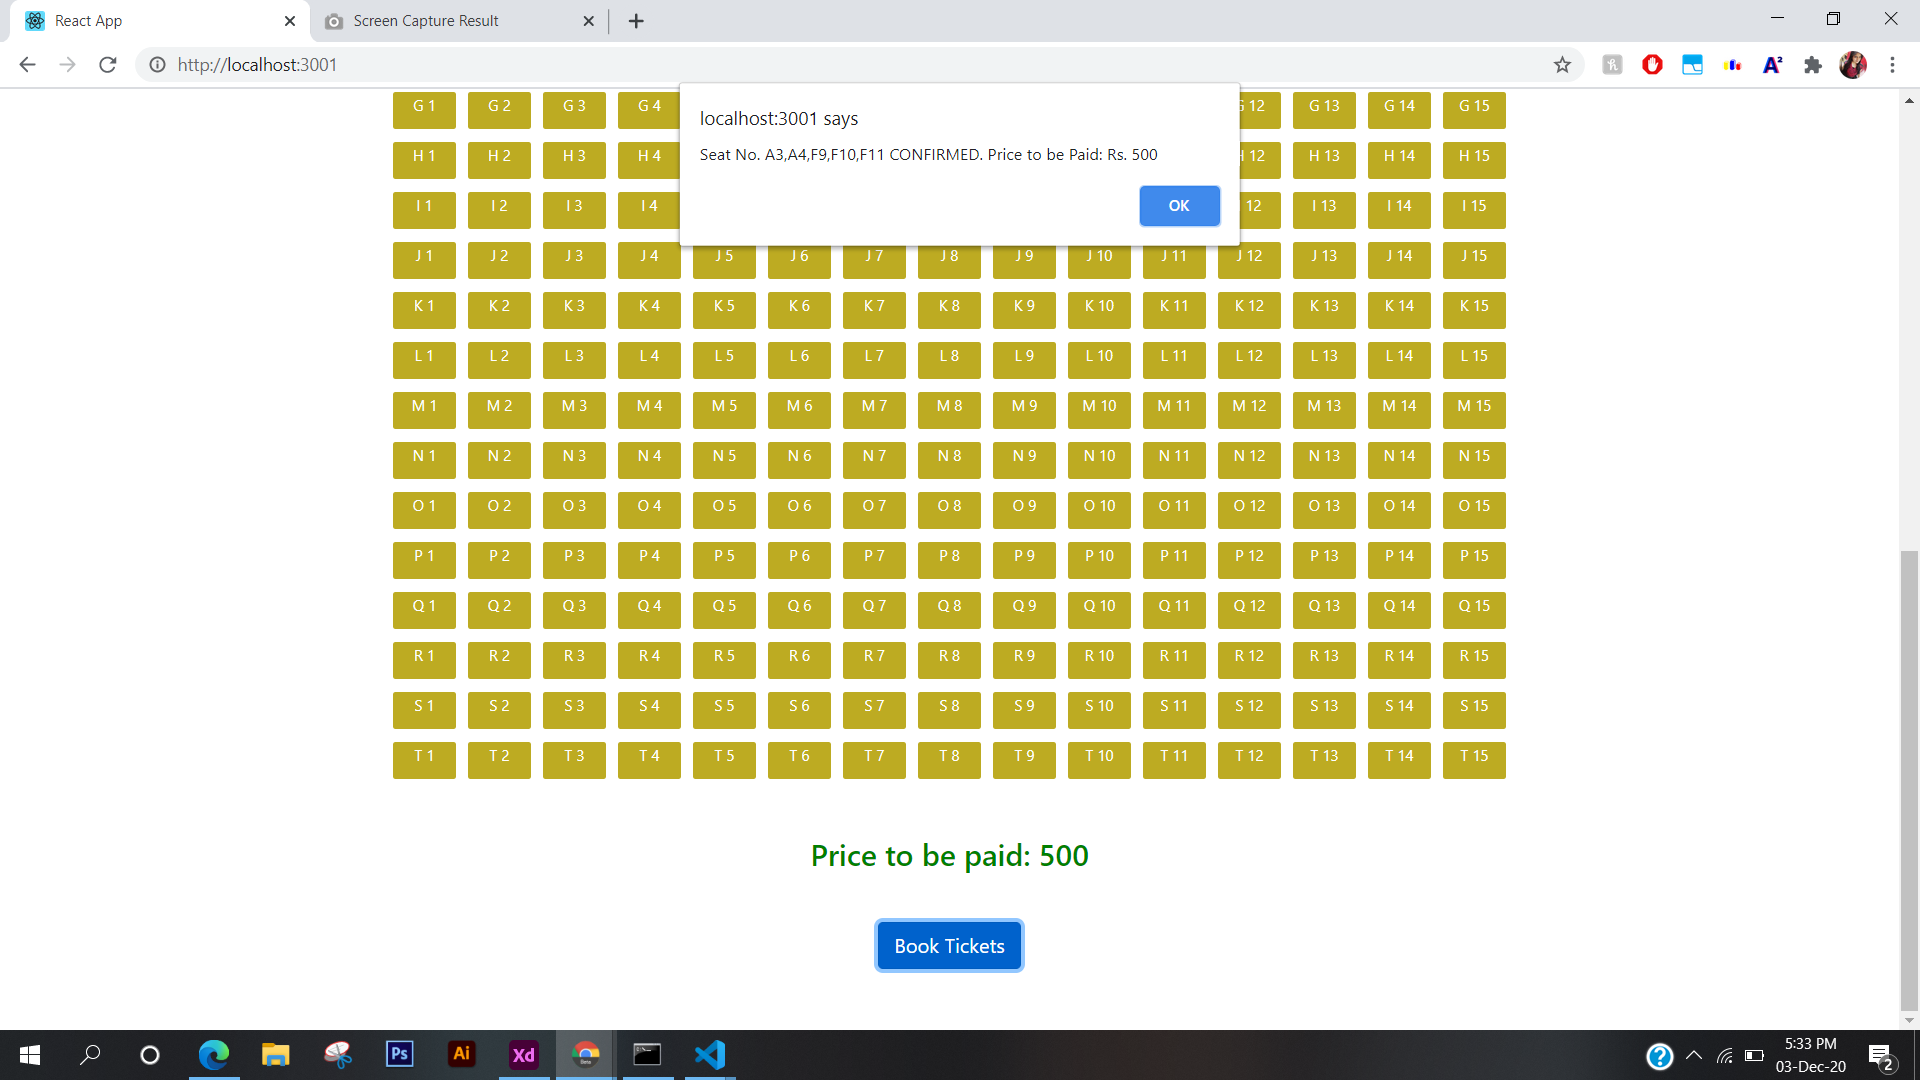 React App
Screen Capture Result
http://localhost:3001
localhost:3001 says
Seat No. A3,A4,F9,F10,F11 CONFIRMED. Price to be Paid: Rs. 500
OK
G 1 G 2 G 3 G 4 G 12 G 13 G 14 G 15
H 1 H 2 H 3 H 4 H 12 H 13 H 14 H 15
I 1 I 2 I 3 I 4 12 I 13 I 14 I 15
J 1 J 2 J 3 J 4 J 5 J 6 J 7 J 8 J 9 J 10 J 11 J 12 J 13 J 14 J 15
K 1 K 2 K 3 K 4 K 5 K 6 K 7 K 8 K 9 K 10 K 11 K 12 K 13 K 14 K 15
L 1 L 2 L 3 L 4 L 5 L 6 L 7 L 8 L 9 L 10 L 11 L 12 L 13 L 14 L 15
M 1 M 2 M 3 M 4 M 5 M 6 M 7 M 8 M 9 M 10 M 11 M 12 M 13 M 14 M 15
N 1 N 2 N 3 N 4 N 5 N 6 N 7 N 8 N 9 N 10 N 11 N 12 N 13 N 14 N 15
O 1 O 2 O 3 O 4 O 5 O 6 O 7 O 8 O 9 O 10 O 11 O 12 O 13 O 14 O 15
P 1 P 2 P 3 P 4 P 5 P 6 P 7 P 8 P 9 P 10 P 11 P 12 P 13 P 14 P 15
Q 1 Q 2 Q 3 Q 4 Q 5 Q 6 Q 7 Q 8 Q 9 Q 10 Q 11 Q 12 Q 13 Q 14 Q 15
R 1 R 2 R 3 R 4 R 5 R 6 R 7 R 8 R 9 R 10 R 11 R 12 R 13 R 14 R 15
S 1 S 2 S 3 S 4 S 5 S 6 S 7 S 8 S 9 S 10 S 11 S 12 S 13 S 14 S 15
T 1 T 2 T 3 T 4 T 5 T 6 T 7 T 8 T 9 T 10 T 11 T 12 T 13 T 14 T 15
Price to be paid: 500
Book Tickets
Ps Ai Xd
5:33 PM
03-Dec-20
2